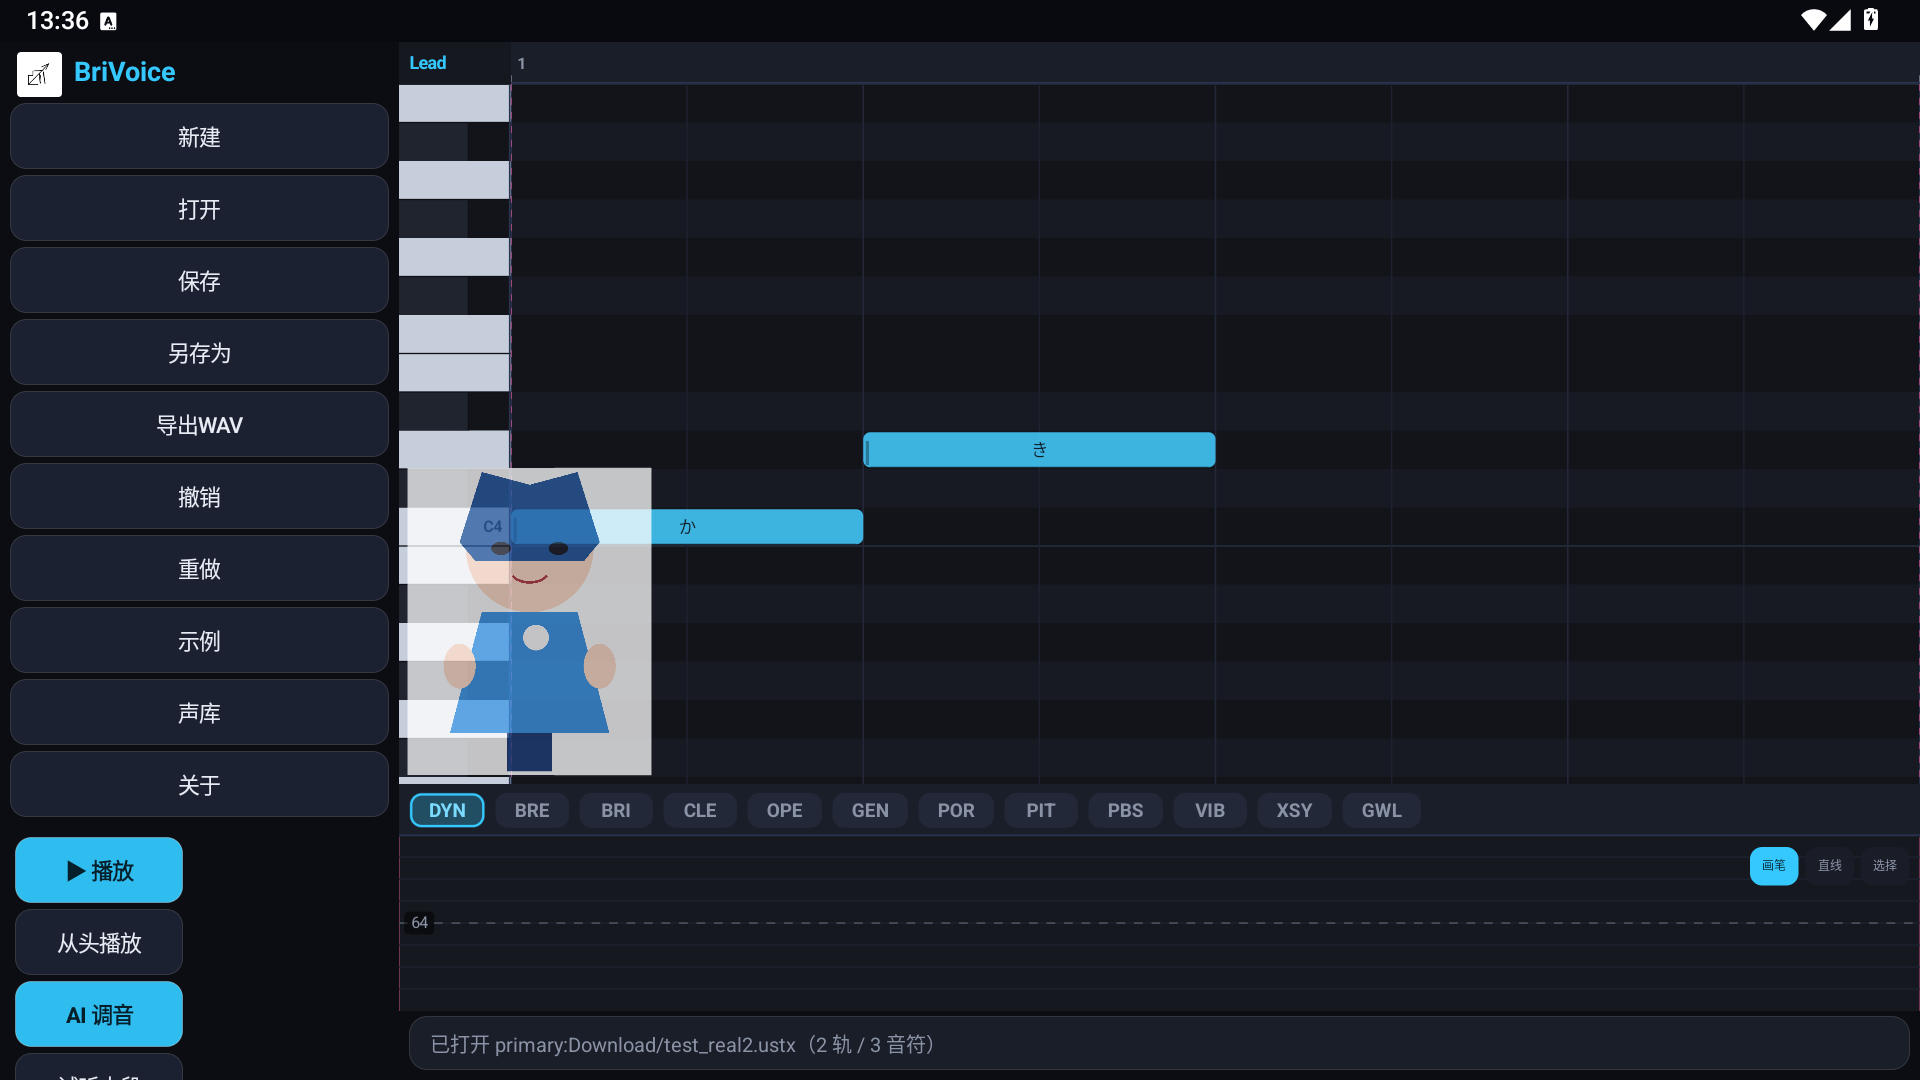 13:36
BriVoice
新建
打开
保存
另存为
导出WAV
撤销
重做
示例
声库
关于
▶ 播放
从头播放
AI 调音
Lead
1
き
C4
か
DYN BRE BRI CLE OPE GEN POR PIT PBS VIB XSY GWL
画笔 直线 选择
64
已打开 primary:Download/test_real2.ustx（2 轨 / 3 音符）